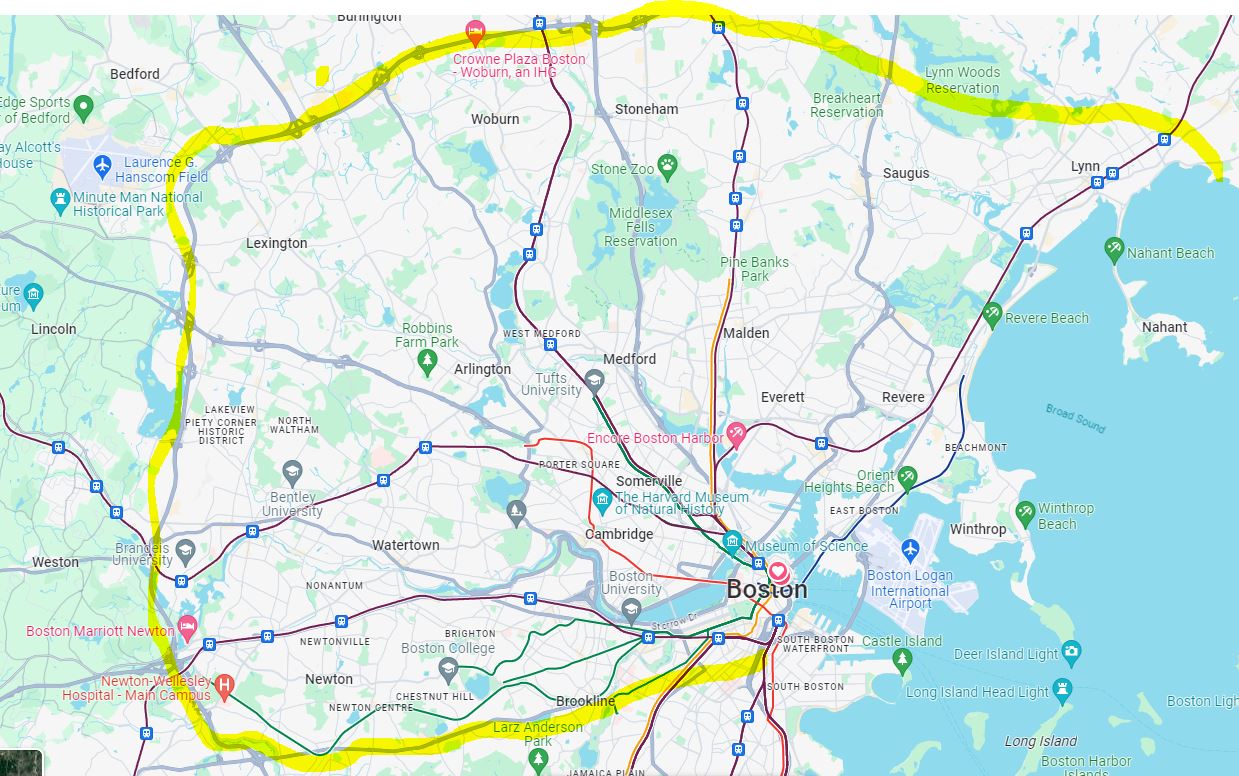 Burlington
Crowne Plaza Boston
- Woburn, an IHG
Bedford
Lynn Woods
Reservation
Edge Sports
r of Bedford
Stoneham
Breakheart
Reservation
Woburn
ay Alcott's
House
Laurence G.
Hanscom Field
Stone Zoo
Saugus
Lynn
Minute Man National
Historical Park
Middlesex
Fells
Reservation
Lexington
Nahant Beach
Pine Banks
Park
ure
um
Lincoln
Robbins
Farm Park
WEST MEDFORD
Malden
Revere Beach
Nahant
Medford
Arlington
Tufts
University
Everett
Revere
LAKEVIEW
PIETY CORNER
HISTORIC
DISTRICT
NORTH
WALTHAM
Broad Sound
Encore Boston Harbor
BEACHMONT
PORTER SQUARE
Somerville
Orient
Heights Beach
Bentley
University
The Harvard Museum
of Natural History
EAST BOSTON
Winthrop
Beach
Winthrop
Cambridge
Watertown
Museum of Science
Brandeis
University
Weston
Boston Logan
International
Airport
Boston
University
Boston
NONANTUM
Storrow Dr
Boston Marriott Newton
NEWTONVILLE
BRIGHTON
Boston College
SOUTH BOSTON
WATERFRONT
Castle Island
Deer Island Light
Newton-Wellesley
Hospital - Main Campus
Newton
SOUTH BOSTON
Long Island Head Light
CHESTNUT HILL
Brookline
Boston Ligh
NEWTON CENTRE
Larz Anderson
Park
Long Island
Boston Harbor
Islands
JAMAICA PLAIN